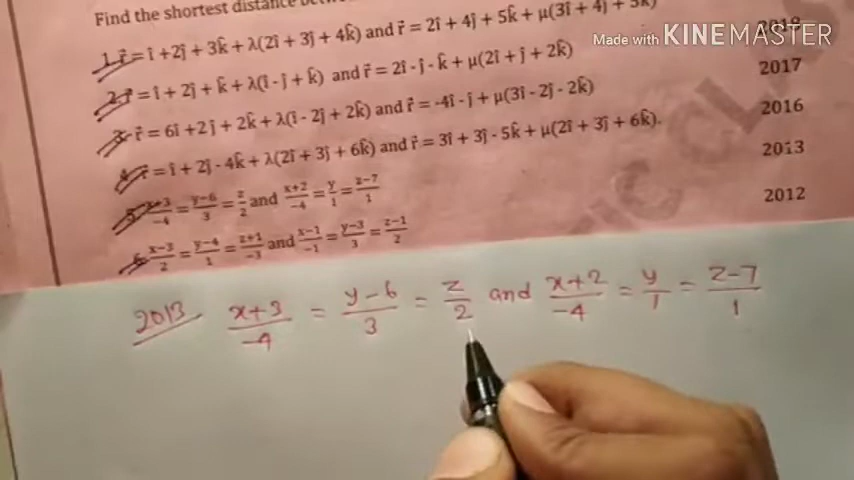 Find the shortest distance
1. r⃗ = î + 2ĵ + 3k̂ + λ(2î + 3ĵ + 4k̂) and r⃗ = 2î + 4ĵ + 5k̂ + μ(3î + 4ĵ + 5k̂) 2018
Made with KINEMASTER
2. r⃗ = î + 2ĵ + k̂ + λ(î - ĵ + k̂) and r⃗ = 2î - ĵ - k̂ + μ(2î + ĵ + 2k̂) 2017
3. r⃗ = 6î + 2ĵ + 2k̂ + λ(î - 2ĵ + 2k̂) and r⃗ = -4î - ĵ + μ(3î - 2ĵ - 2k̂) 2016
4. r⃗ = î + 2ĵ - 4k̂ + λ(2î + 3ĵ + 6k̂) and r⃗ = 3î + 3ĵ - 5k̂ + μ(2î + 3ĵ + 6k̂). 2013
5. (x+3)/-4 = (y-6)/3 = z/2 and (x+2)/-4 = y/1 = (z-7)/1 2012
6. (x-3)/2 = (y-4)/1 = (z+1)/-3 and (x-1)/-1 = (y-3)/3 = (z-1)/2
2013 (x+3)/-4 = (y-6)/3 = z/2 and (x+2)/-4 = y/1 = (z-7)/1